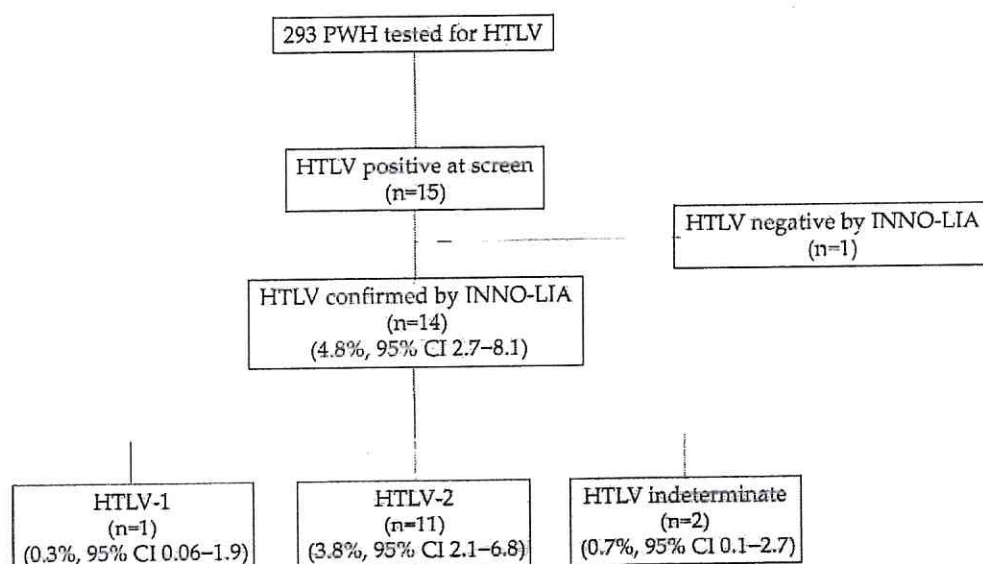 293 PWH tested for HTLV
HTLV positive at screen
(n=15)
HTLV negative by INNO-LIA
(n=1)
HTLV confirmed by INNO-LIA
(n=14)
(4.8%, 95% CI 2.7–8.1)
HTLV-1
(n=1)
(0.3%, 95% CI 0.06–1.9)
HTLV-2
(n=11)
(3.8%, 95% CI 2.1–6.8)
HTLV indeterminate
(n=2)
(0.7%, 95% CI 0.1–2.7)